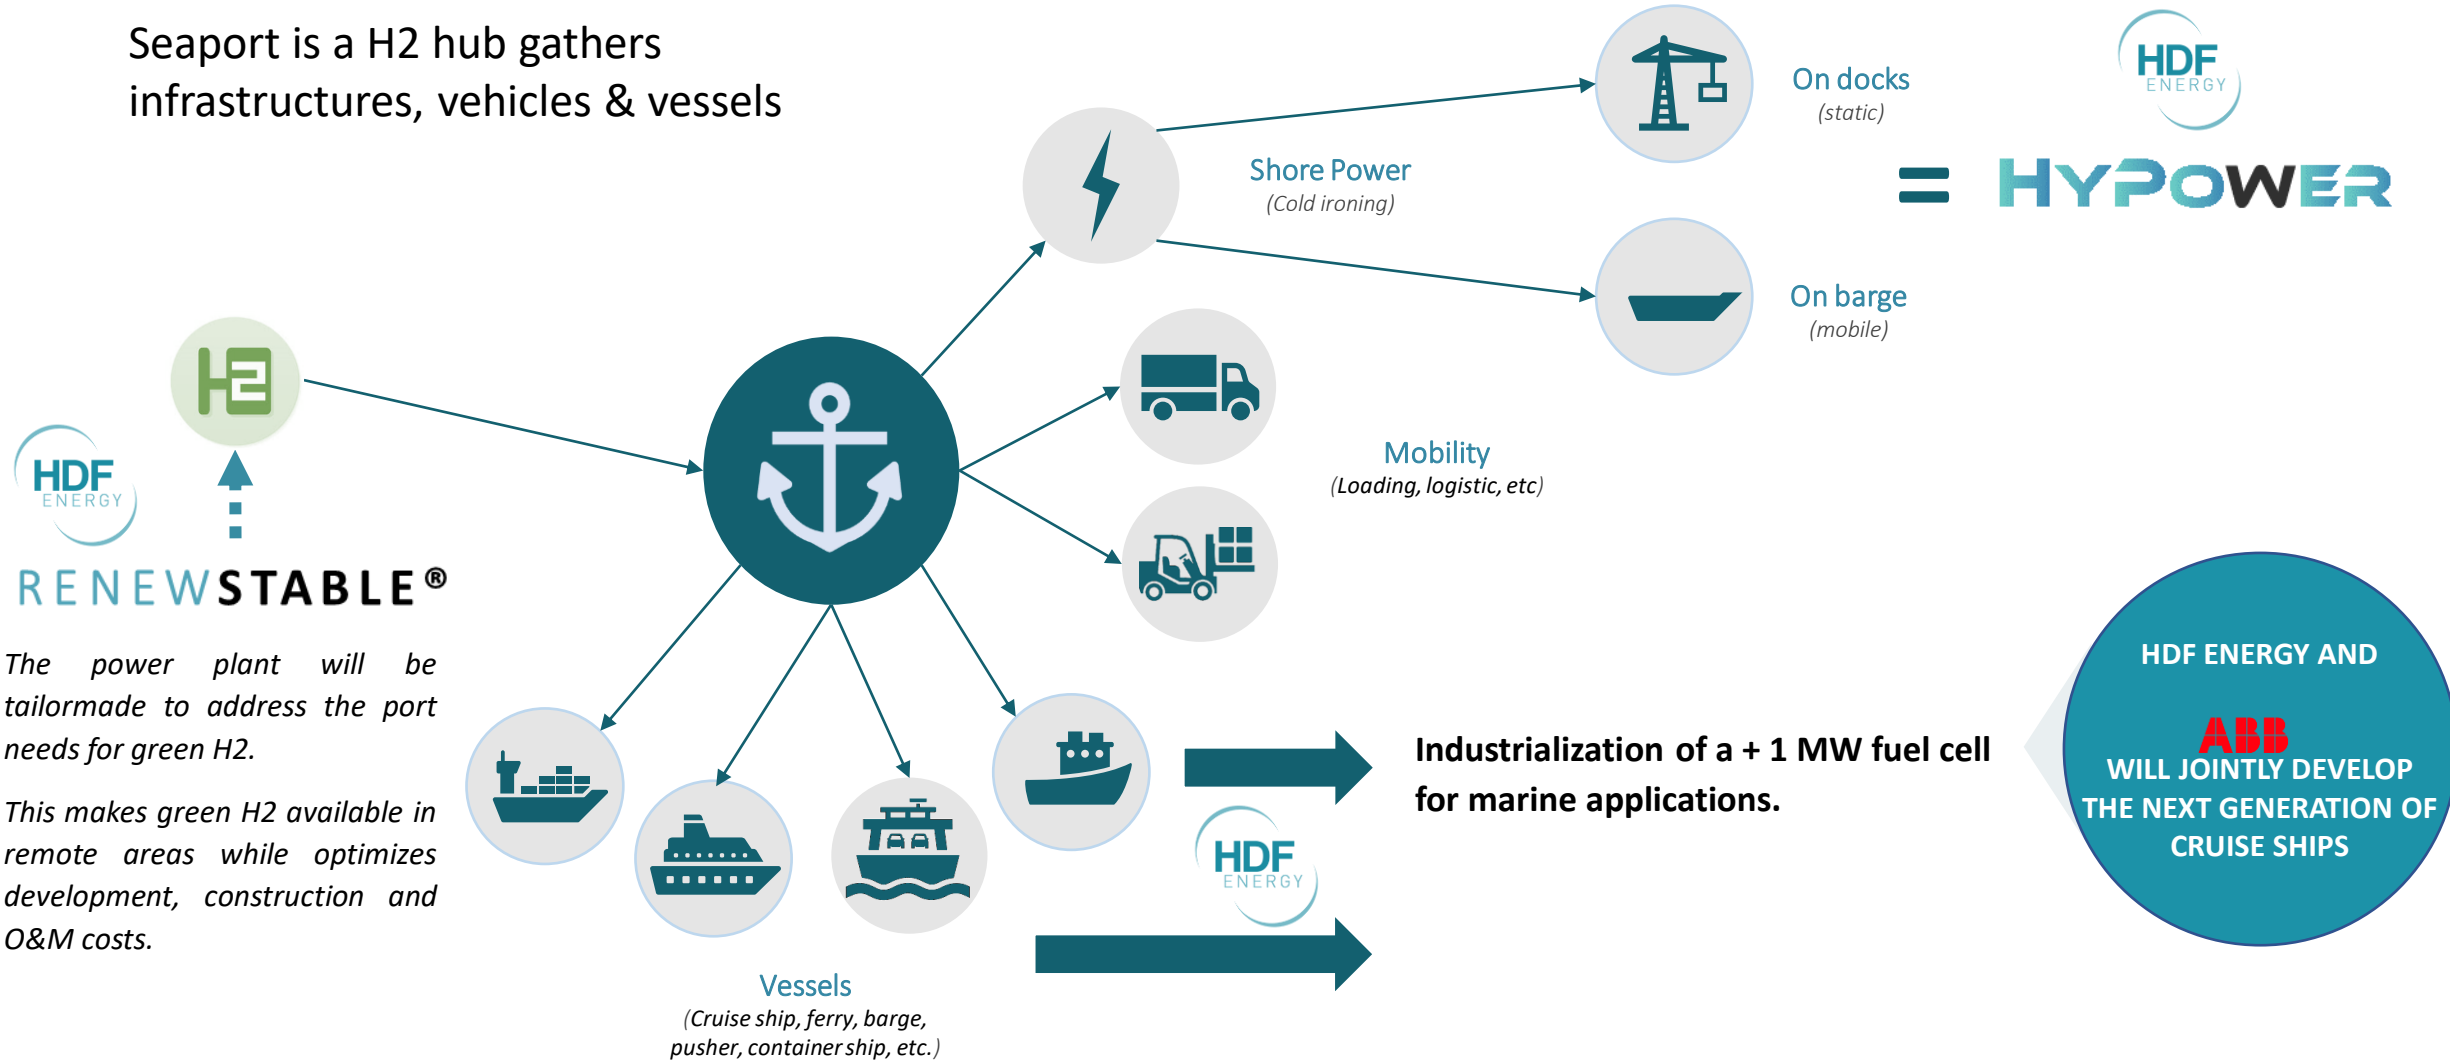 Seaport is a H2 hub gathers
infrastructures, vehicles & vessels
On docks
(static)
HDF
ENERGY
Shore Power
(Cold ironing)
= HYPOWER
On barge
(mobile)
H2
HDF
ENERGY
RENEWSTABLE®
Mobility
(Loading, logistic, etc)
The power plant will be
tailormade to address the port
needs for green H2.
This makes green H2 available in
remote areas while optimizes
development, construction and
O&M costs.
Vessels
(Cruise ship, ferry, barge,
pusher, container ship, etc.)
Industrialization of a + 1 MW fuel cell
for marine applications.
HDF
ENERGY
HDF ENERGY AND
ABB
WILL JOINTLY DEVELOP
THE NEXT GENERATION OF
CRUISE SHIPS